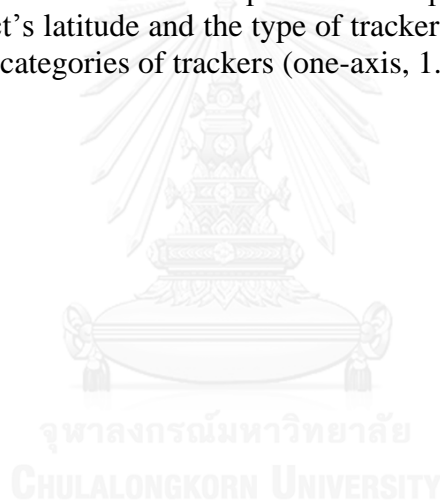 ct's latitude and the type of tracker
categories of trackers (one-axis, 1.
จุฬาลงกรณ์มหาวิทยาลัย
CHULALONGKORN UNIVERSITY